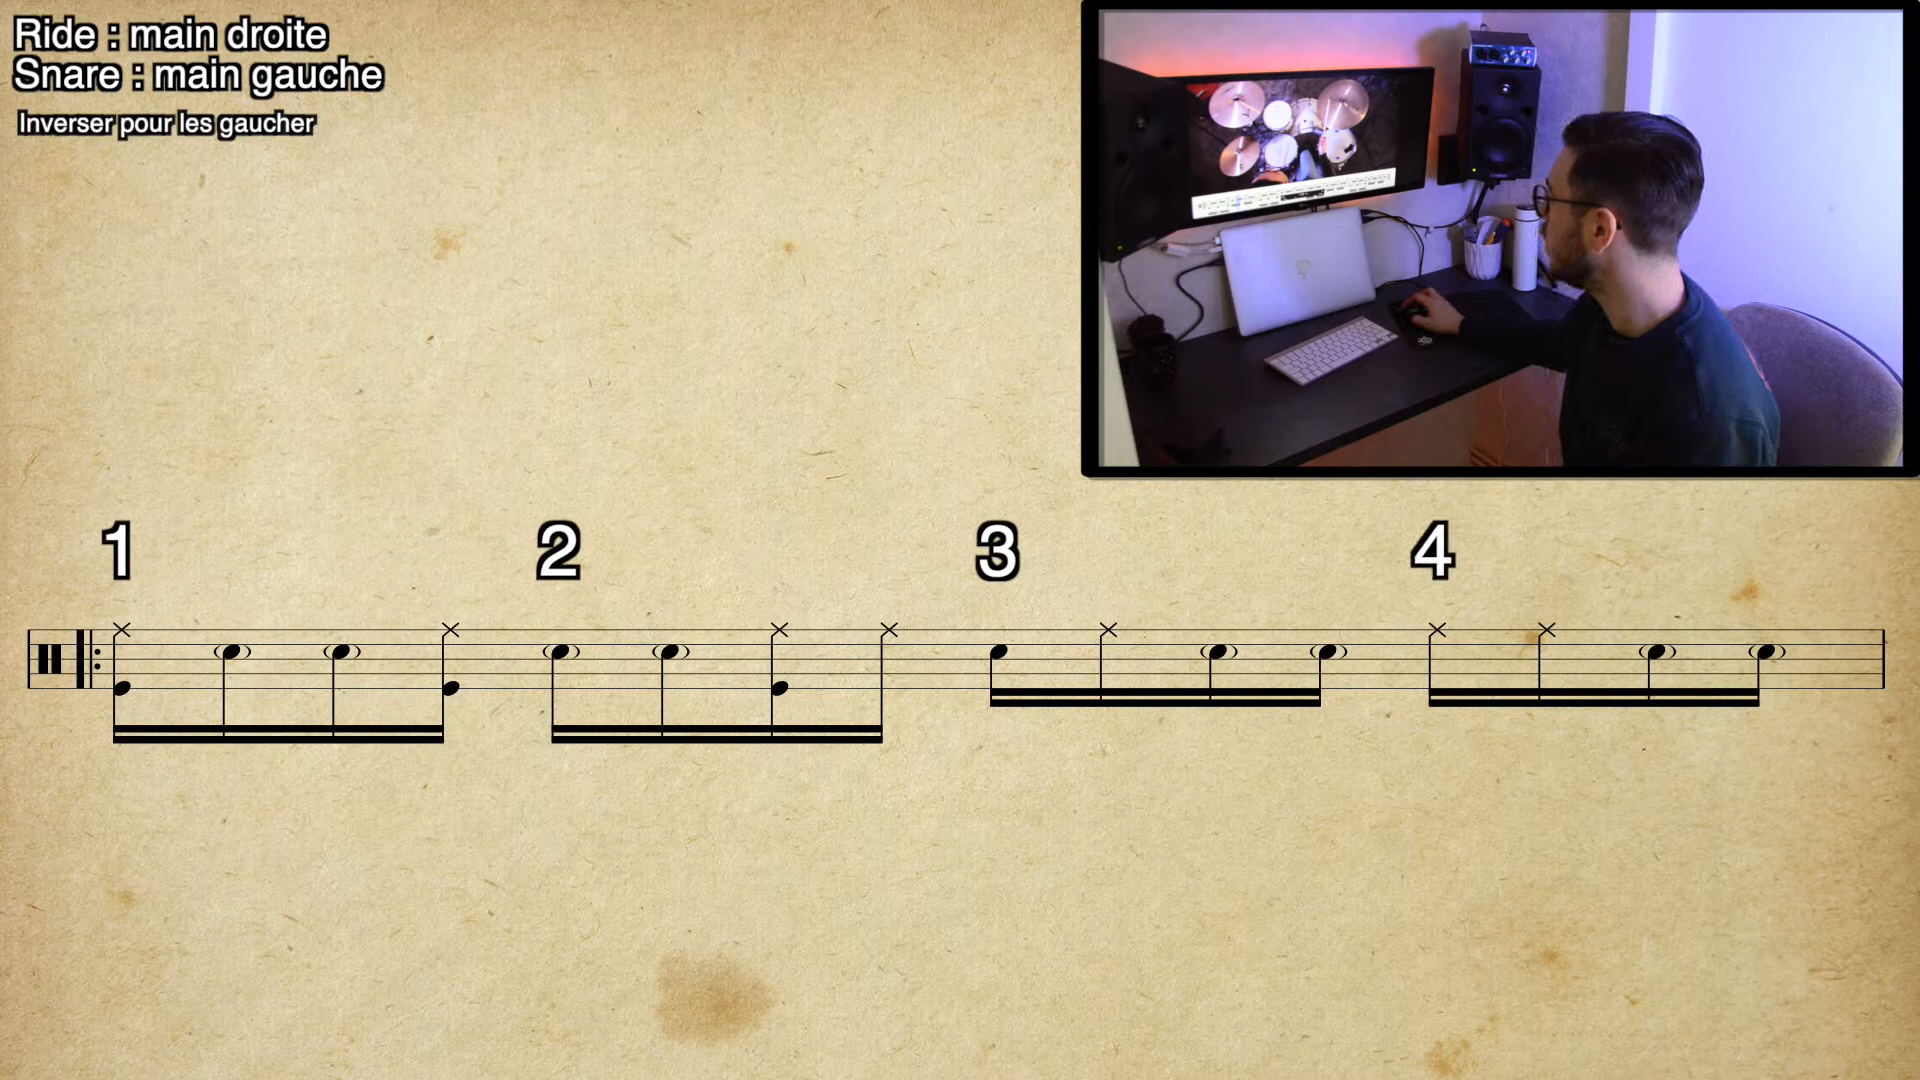 Ride : main droite
Snare : main gauche
Inverser pour les gaucher
1 2 3 4